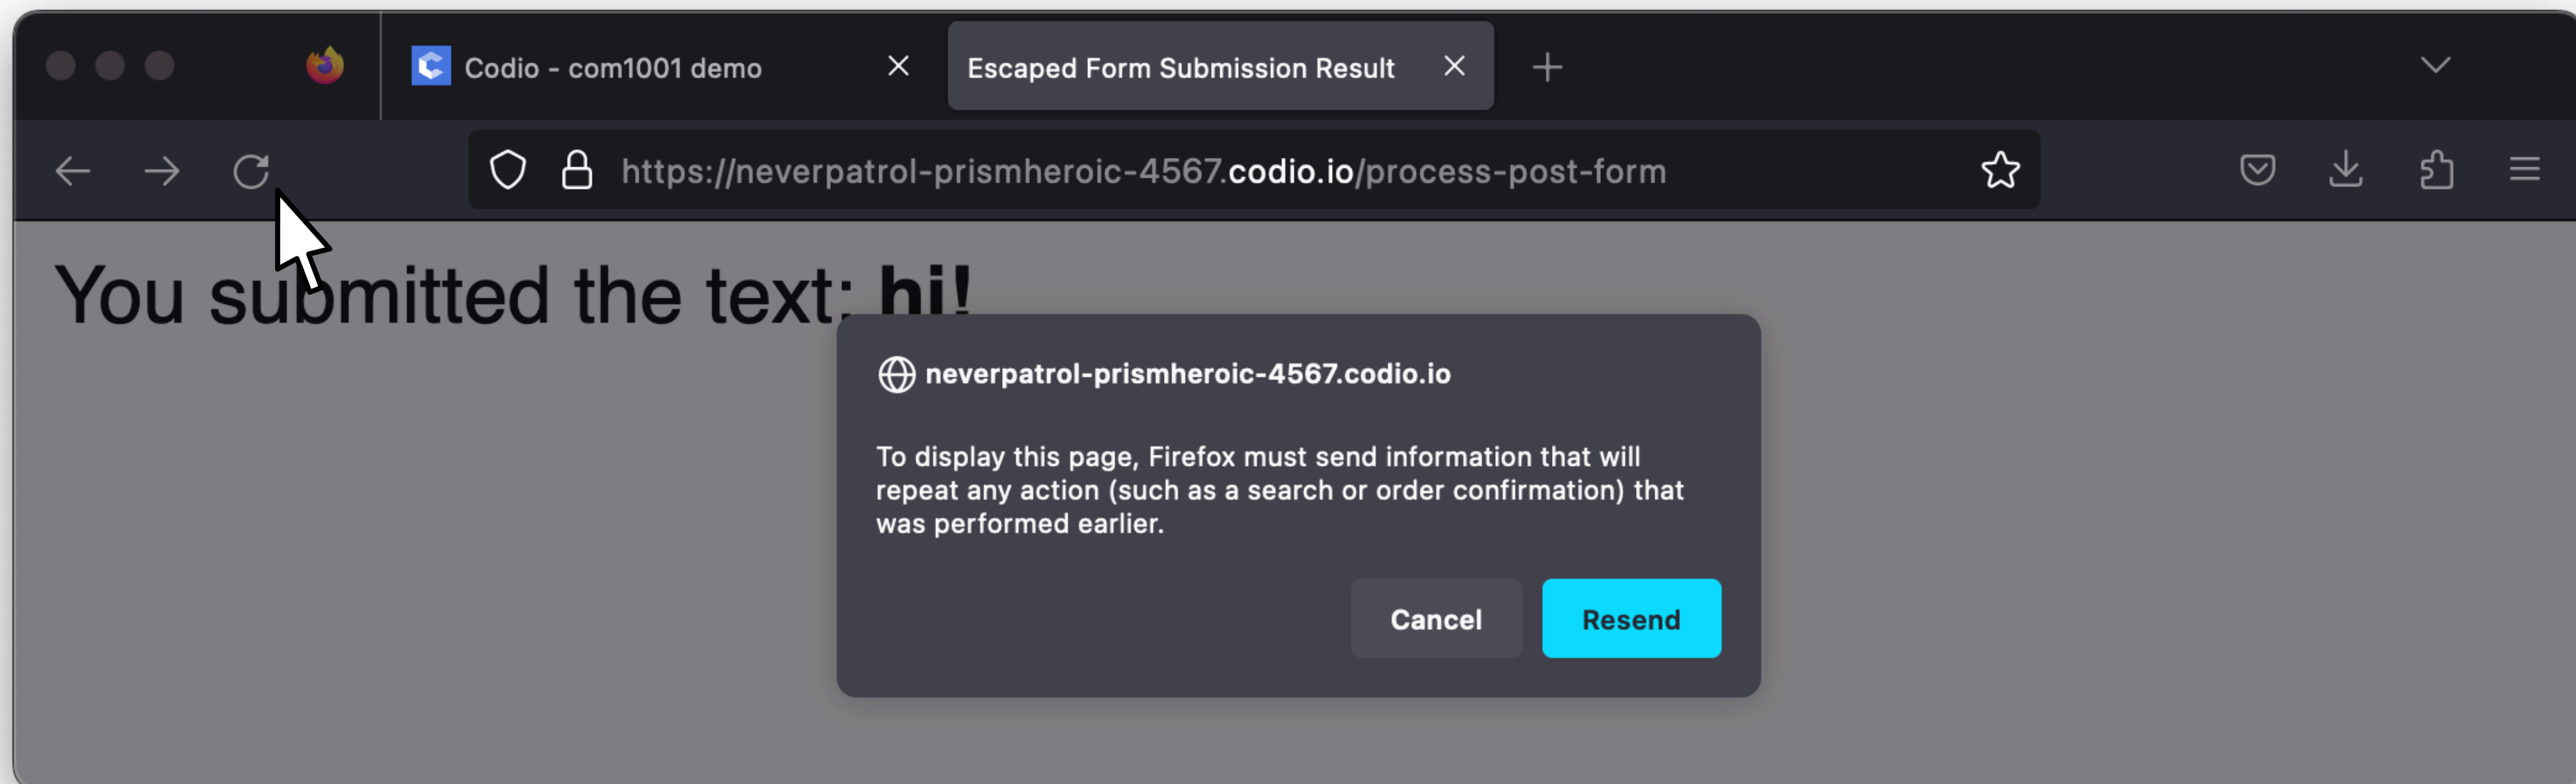 Codio - com1001 demo
Escaped Form Submission Result
https://neverpatrol-prismheroic-4567.codio.io/process-post-form
You submitted the text: hi!
neverpatrol-prismheroic-4567.codio.io
To display this page, Firefox must send information that will
repeat any action (such as a search or order confirmation) that
was performed earlier.
Cancel
Resend